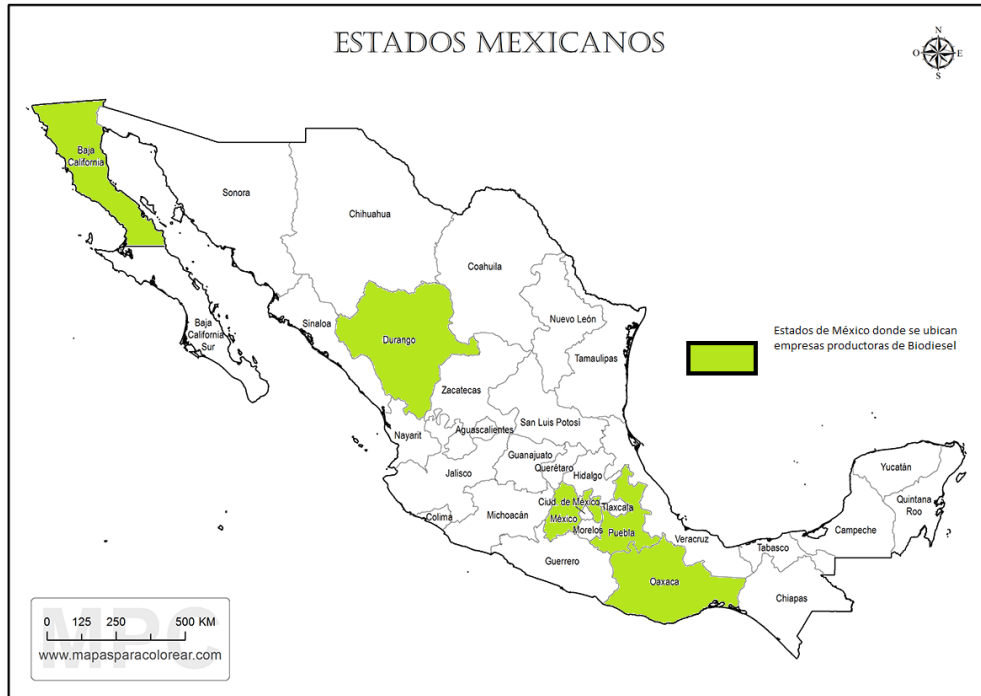 ESTADOS MEXICANOS
N
O
E
S
Baja
California
Sonora
Chihuahua
Coahuila
Nuevo León
Sinaloa
Durango
Baja
California
Sur
Tamaulipas
Estados de México donde se ubican
empresas productoras de Biodiesel
Zacatecas
San Luis Potosí
Nayarit
Aguascalientes
Guanajuato
Querétaro
Hidalgo
Jalisco
Yucatán
Quintana
Roo
Ciud. de México
Tlaxcala
Colima
Michoacán
México
Morelos
Puebla
Veracruz
Campeche
Tabasco
Guerrero
Oaxaca
Chiapas
MPC
0 125 250 500 KM
www.mapasparacolorear.com